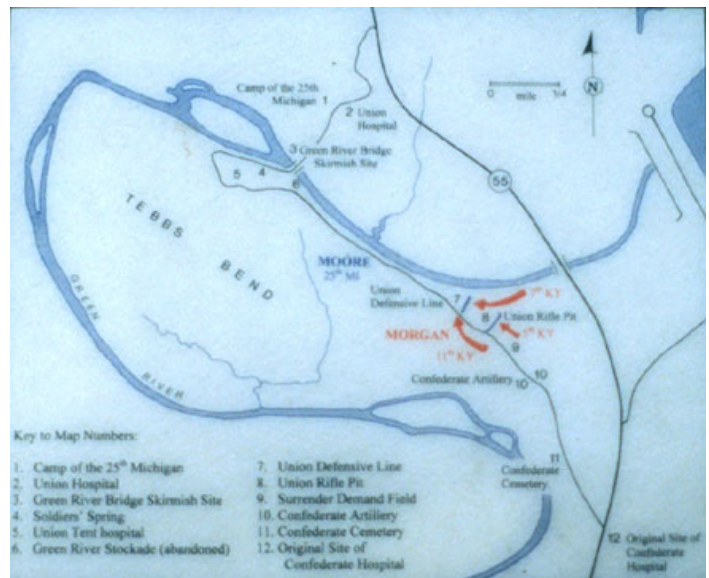 Camp of the 25th
Michigan 1
2 Union
Hospital
3 Green River Bridge
Skirmish Site
0 mile 1/4
N
55
5 4
6
TEBBS
BEND
GREEN
RIVER
MOORE
25th MI
Union
Defensive Line 7
7th KY
8 Union Rifle Pit
5th KY
MORGAN
11th KY
9
Confederate Artillery 10
10
11
Confederate
Cemetery
12 Original Site of
Confederate
Hospital
Key to Map Numbers:
1. Camp of the 25th Michigan
2. Union Hospital
3. Green River Bridge Skirmish Site
4. Soldiers' Spring
5. Union Tent hospital
6. Green River Stockade (abandoned)
7. Union Defensive Line
8. Union Rifle Pit
9. Surrender Demand Field
10. Confederate Artillery
11. Confederate Cemetery
12. Original Site of
Confederate Hospital